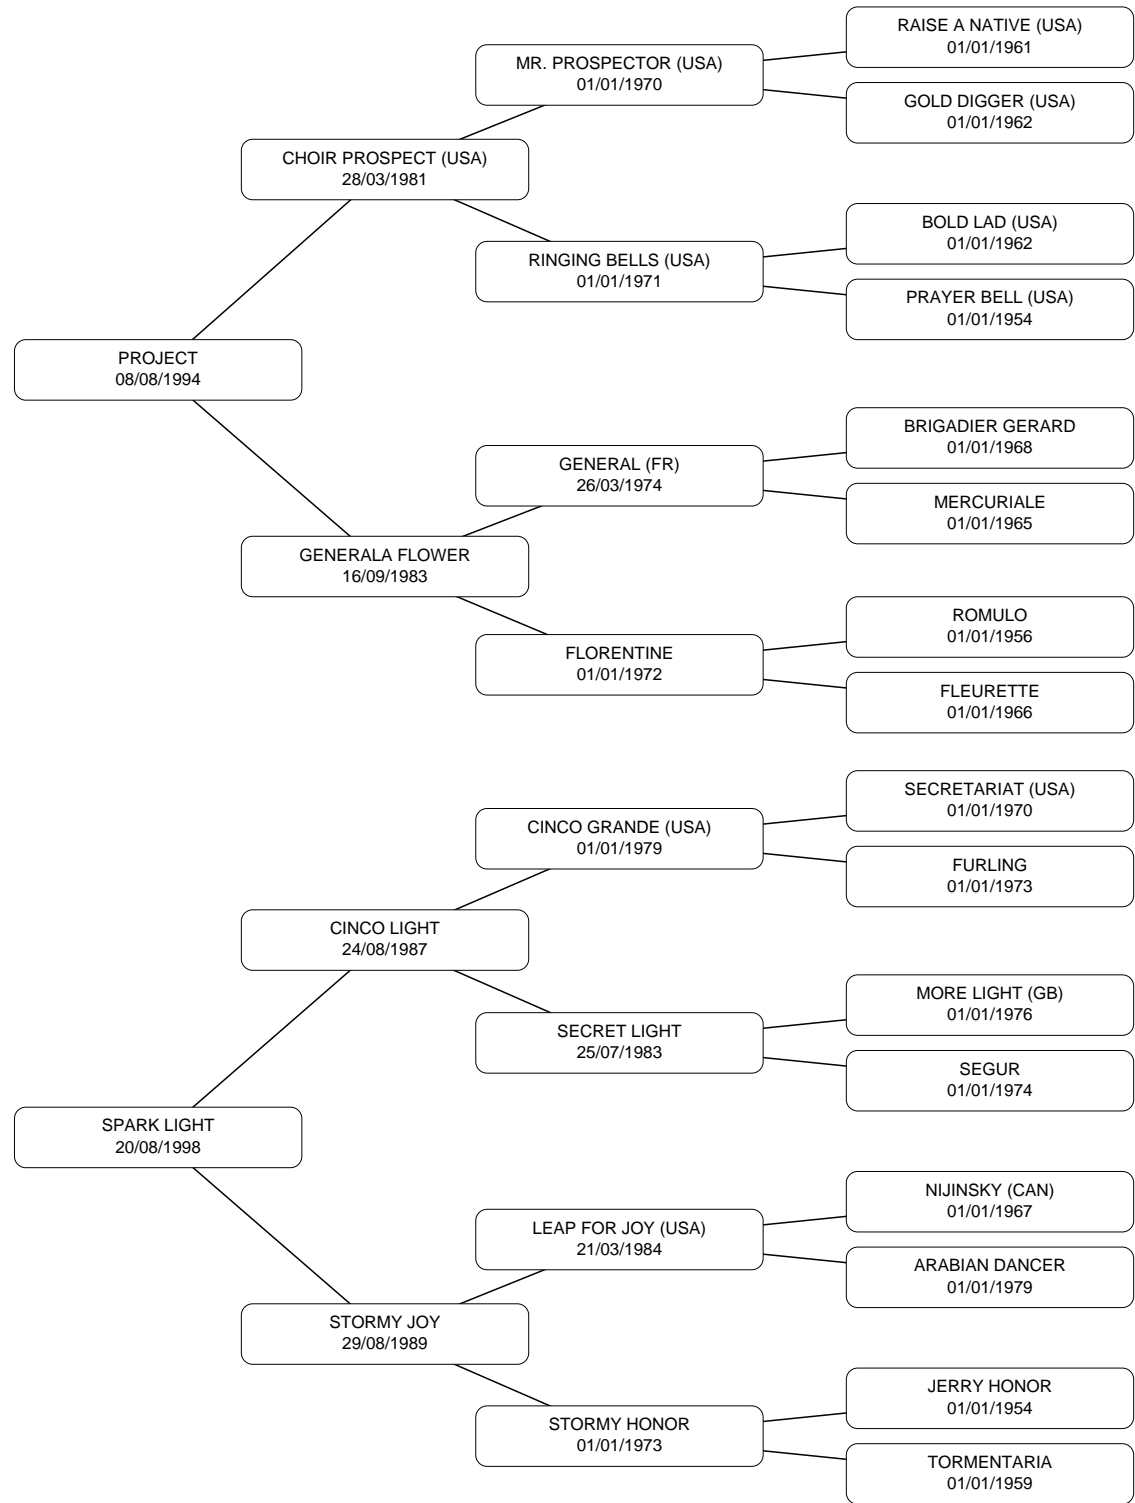 RAISE A NATIVE (USA)
01/01/1961
MR. PROSPECTOR (USA)
01/01/1970
GOLD DIGGER (USA)
01/01/1962
CHOIR PROSPECT (USA)
28/03/1981
BOLD LAD (USA)
01/01/1962
RINGING BELLS (USA)
01/01/1971
PRAYER BELL (USA)
01/01/1954
PROJECT
08/08/1994
BRIGADIER GERARD
01/01/1968
GENERAL (FR)
26/03/1974
MERCURIALE
01/01/1965
GENERALA FLOWER
16/09/1983
ROMULO
01/01/1956
FLORENTINE
01/01/1972
FLEURETTE
01/01/1966
SECRETARIAT (USA)
01/01/1970
CINCO GRANDE (USA)
01/01/1979
FURLING
01/01/1973
CINCO LIGHT
24/08/1987
MORE LIGHT (GB)
01/01/1976
SECRET LIGHT
25/07/1983
SEGUR
01/01/1974
SPARK LIGHT
20/08/1998
NIJINSKY (CAN)
01/01/1967
LEAP FOR JOY (USA)
21/03/1984
ARABIAN DANCER
01/01/1979
STORMY JOY
29/08/1989
JERRY HONOR
01/01/1954
STORMY HONOR
01/01/1973
TORMENTARIA
01/01/1959